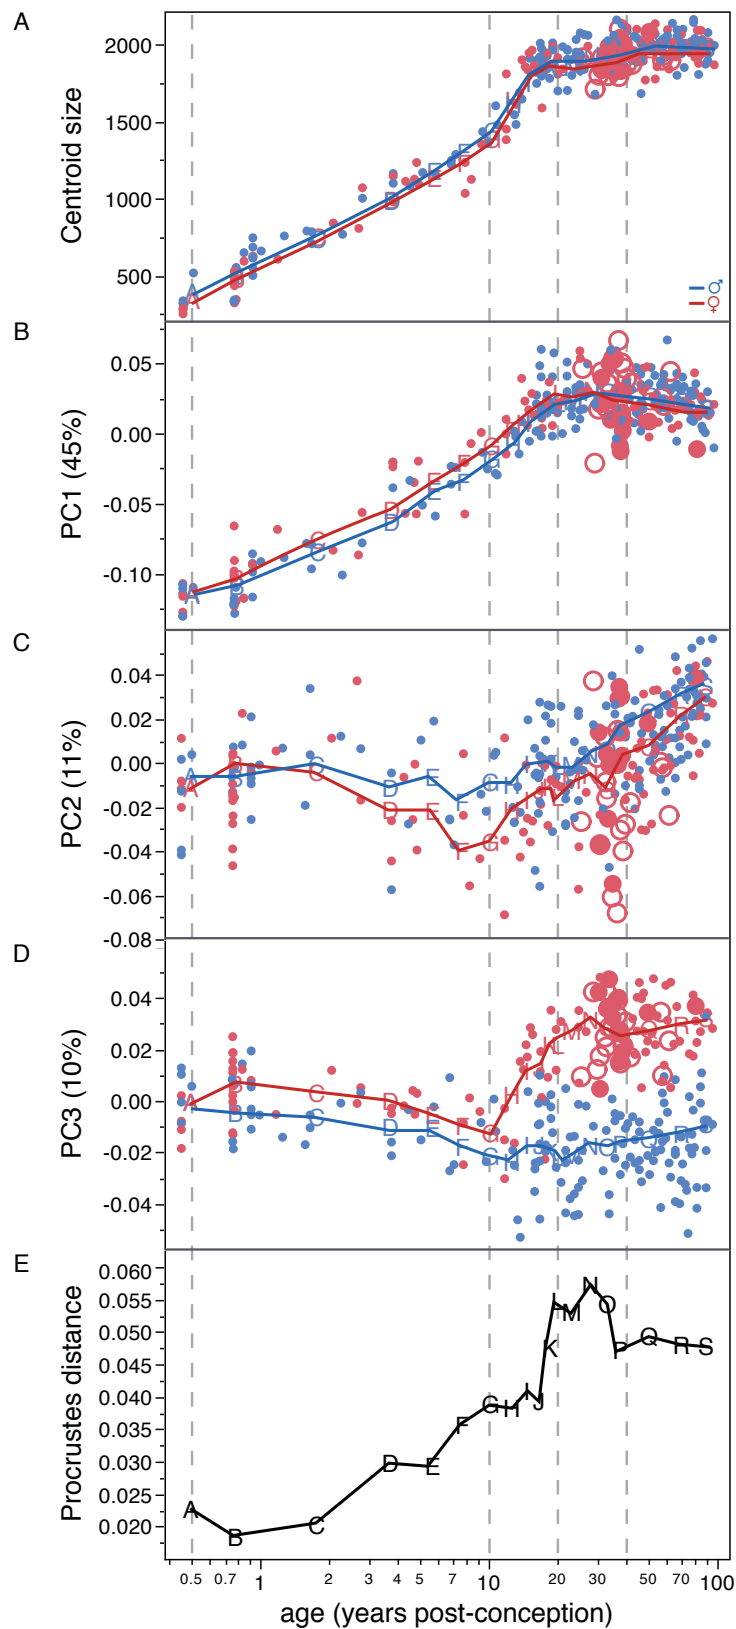 A
Centroid size
2000
1500
1000
500
♂
♀
B
PC1 (45%)
0.05
0.00
-0.05
-0.10
C
PC2 (11%)
0.04
0.02
0.00
-0.02
-0.04
-0.06
-0.08
D
PC3 (10%)
0.04
0.02
0.00
-0.02
-0.04
E
Procrustes distance
0.060
0.055
0.050
0.045
0.040
0.035
0.030
0.025
0.020
A B C D E F G H I J K L M N O P Q R S
0.5 0.7 1 2 3 4 5 7 10 20 30 50 70 100
age (years post-conception)